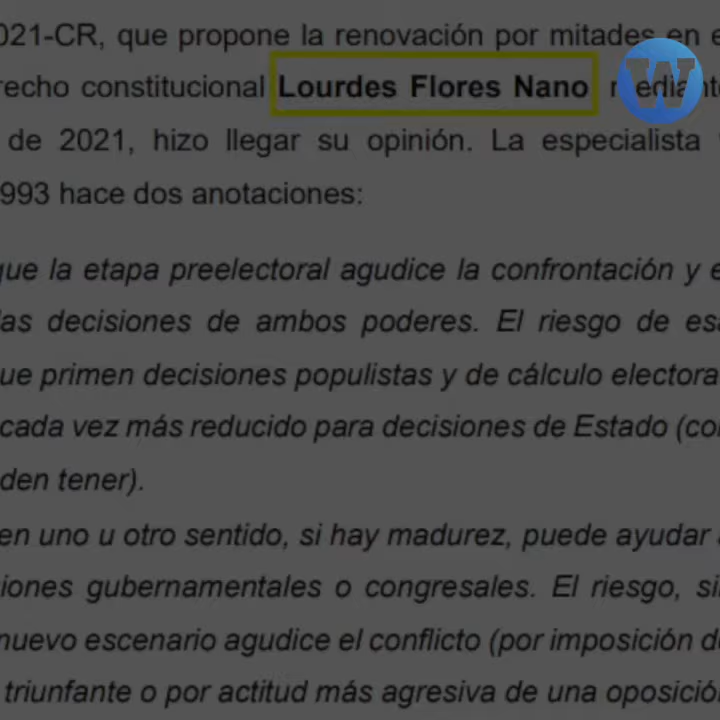 021-CR, que propone la renovación por mitades en e
recho constitucional Lourdes Flores Nano mediante
de 2021, hizo llegar su opinión. La especialista
993 hace dos anotaciones:
que la etapa preelectoral agudice la confrontación y e
las decisiones de ambos poderes. El riesgo de esa
ue primen decisiones populistas y de cálculo electora
cada vez más reducido para decisiones de Estado (co
den tener).
en uno u otro sentido, si hay madurez, puede ayudar a
iones gubernamentales o congresales. El riesgo, si
nuevo escenario agudice el conflicto (por imposición d
triunfante o por actitud más agresiva de una oposición
W